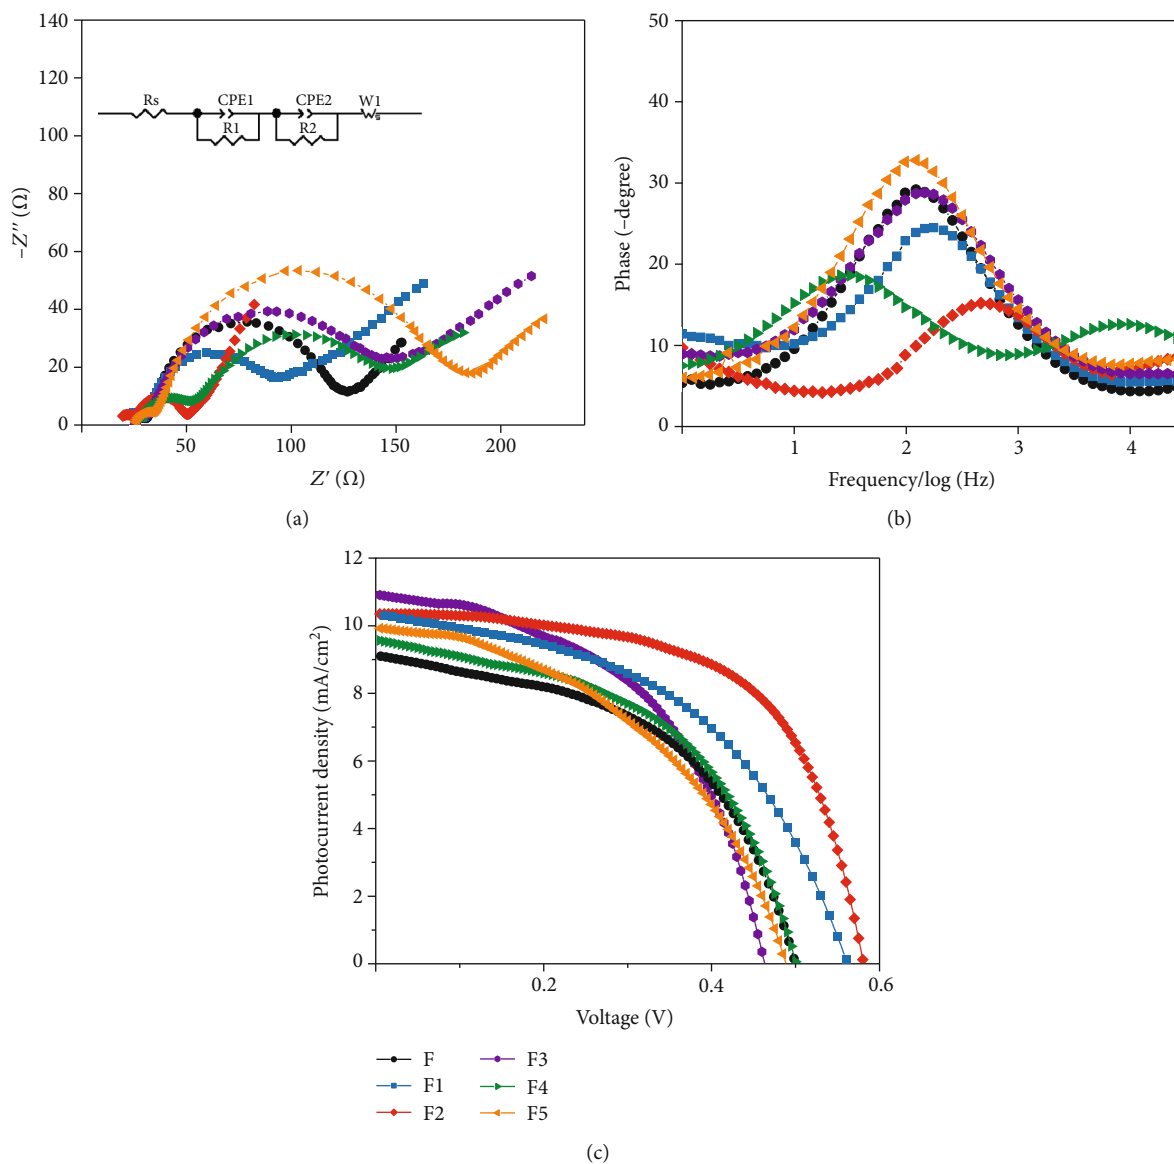 140
120
100
80
60
40
20
0
–Z″ (Ω)
Rs
CPE1
CPE2
W1
R1
R2
50
100
150
200
Z′ (Ω)
(a)
50
40
30
20
10
0
Phase (–degree)
1
2
3
4
Frequency/log (Hz)
(b)
12
10
8
6
4
2
0
Photocurrent density (mA/cm²)
0.2
0.4
0.6
Voltage (V)
F
F1
F2
F3
F4
F5
(c)